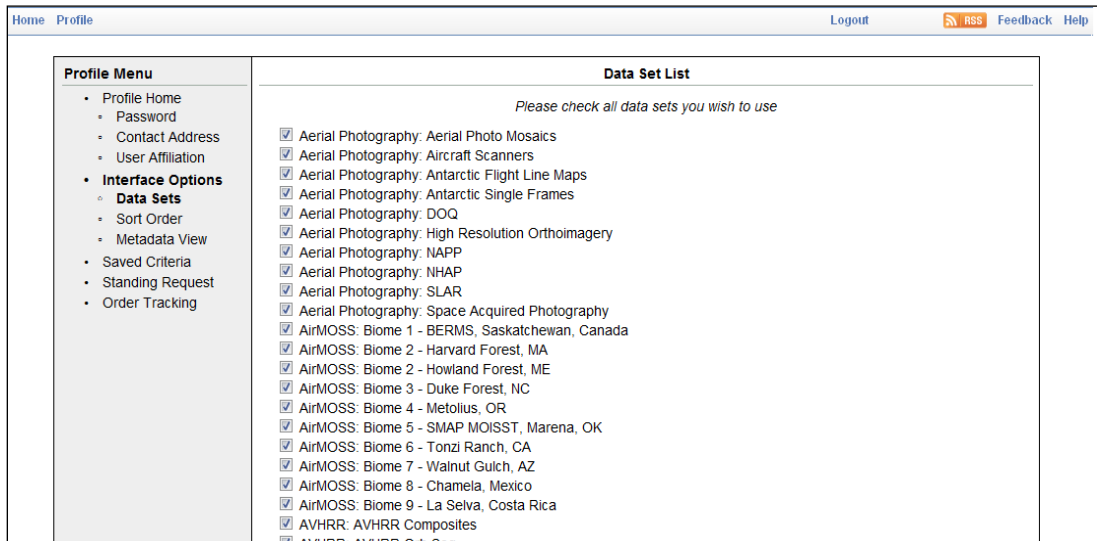 Home Profile Logout RSS Feedback Help
Profile Menu
Profile Home
Password
Contact Address
User Affiliation
Interface Options
Data Sets
Sort Order
Metadata View
Saved Criteria
Standing Request
Order Tracking
Data Set List
Please check all data sets you wish to use
Aerial Photography: Aerial Photo Mosaics
Aerial Photography: Aircraft Scanners
Aerial Photography: Antarctic Flight Line Maps
Aerial Photography: Antarctic Single Frames
Aerial Photography: DOQ
Aerial Photography: High Resolution Orthoimagery
Aerial Photography: NAPP
Aerial Photography: NHAP
Aerial Photography: SLAR
Aerial Photography: Space Acquired Photography
AirMOSS: Biome 1 - BERMS, Saskatchewan, Canada
AirMOSS: Biome 2 - Harvard Forest, MA
AirMOSS: Biome 2 - Howland Forest, ME
AirMOSS: Biome 3 - Duke Forest, NC
AirMOSS: Biome 4 - Metolius, OR
AirMOSS: Biome 5 - SMAP MOISST, Marena, OK
AirMOSS: Biome 6 - Tonzi Ranch, CA
AirMOSS: Biome 7 - Walnut Gulch, AZ
AirMOSS: Biome 8 - Chamela, Mexico
AirMOSS: Biome 9 - La Selva, Costa Rica
AVHRR: AVHRR Composites